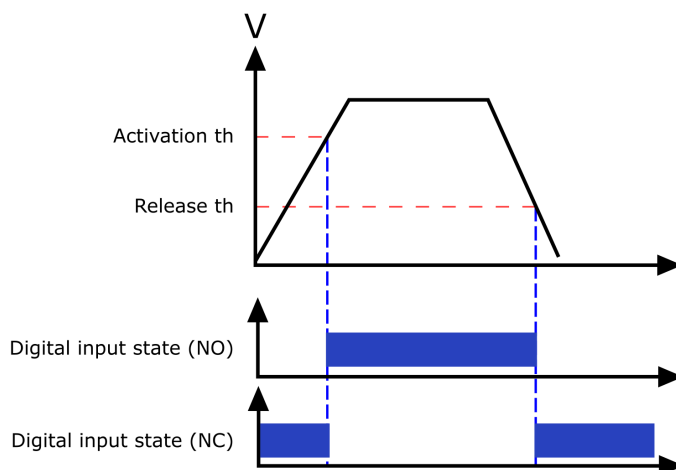 V
Activation th
Release th
Digital input state (NO)
Digital input state (NC)